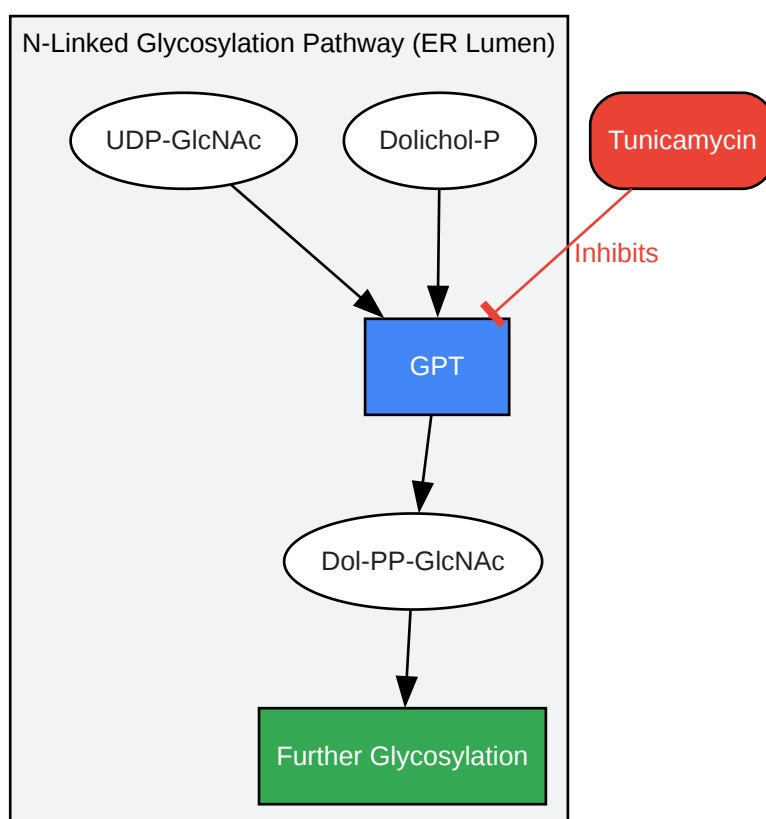 N-Linked Glycosylation Pathway (ER Lumen)
UDP-GlcNAc
Dolichol-P
Tunicamycin
Inhibits
GPT
Dol-PP-GlcNAc
Further Glycosylation